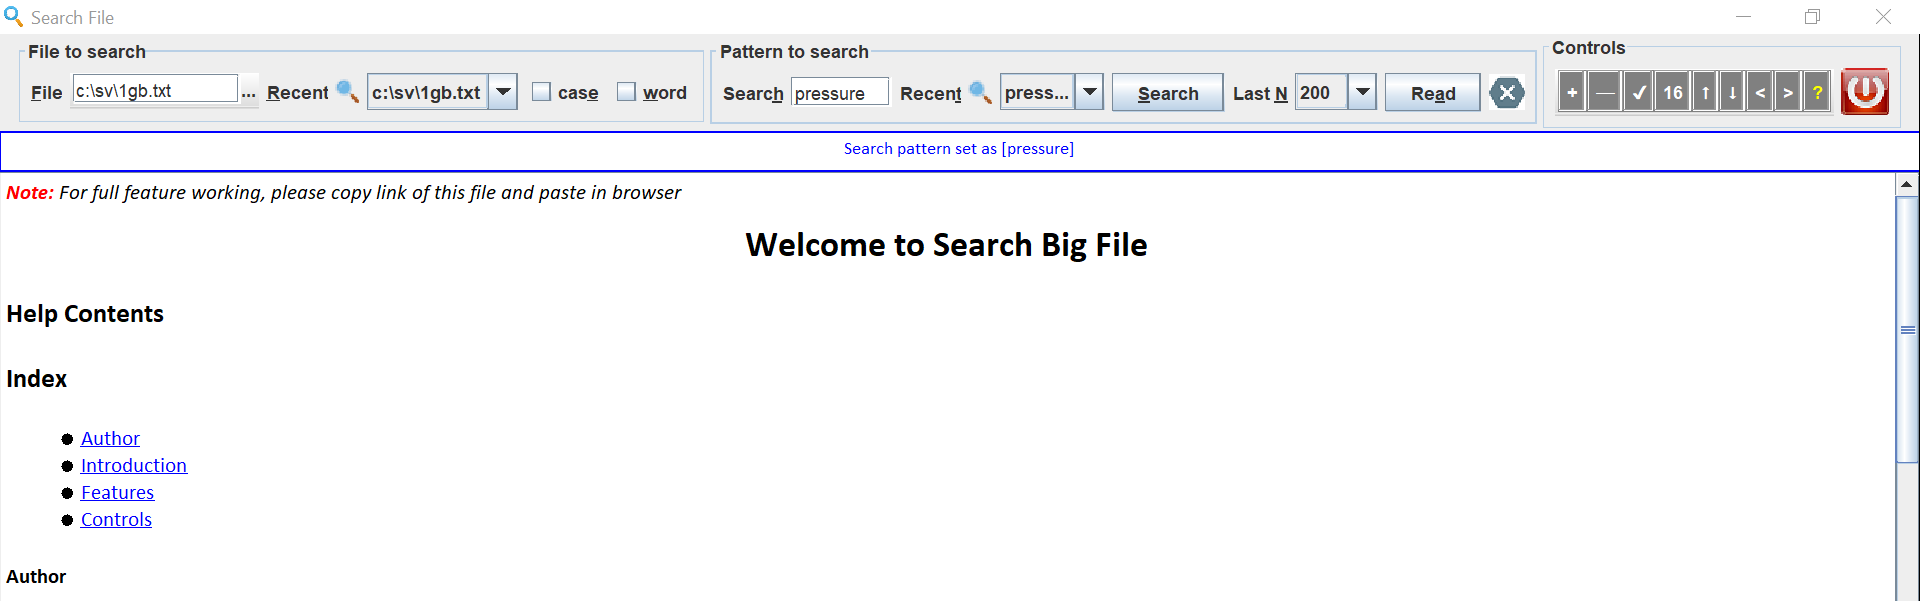 Search File
File to search
File c:\sv\1gb.txt ... Recent c:\sv\1gb.txt case word
Pattern to search
Search pressure Recent press... Search Last N 200 Read
Controls
+ — ✓ 16 ↑ ↓ < > ?
Search pattern set as [pressure]
Note: For full feature working, please copy link of this file and paste in browser
Welcome to Search Big File
Help Contents
Index
Author
Introduction
Features
Controls
Author